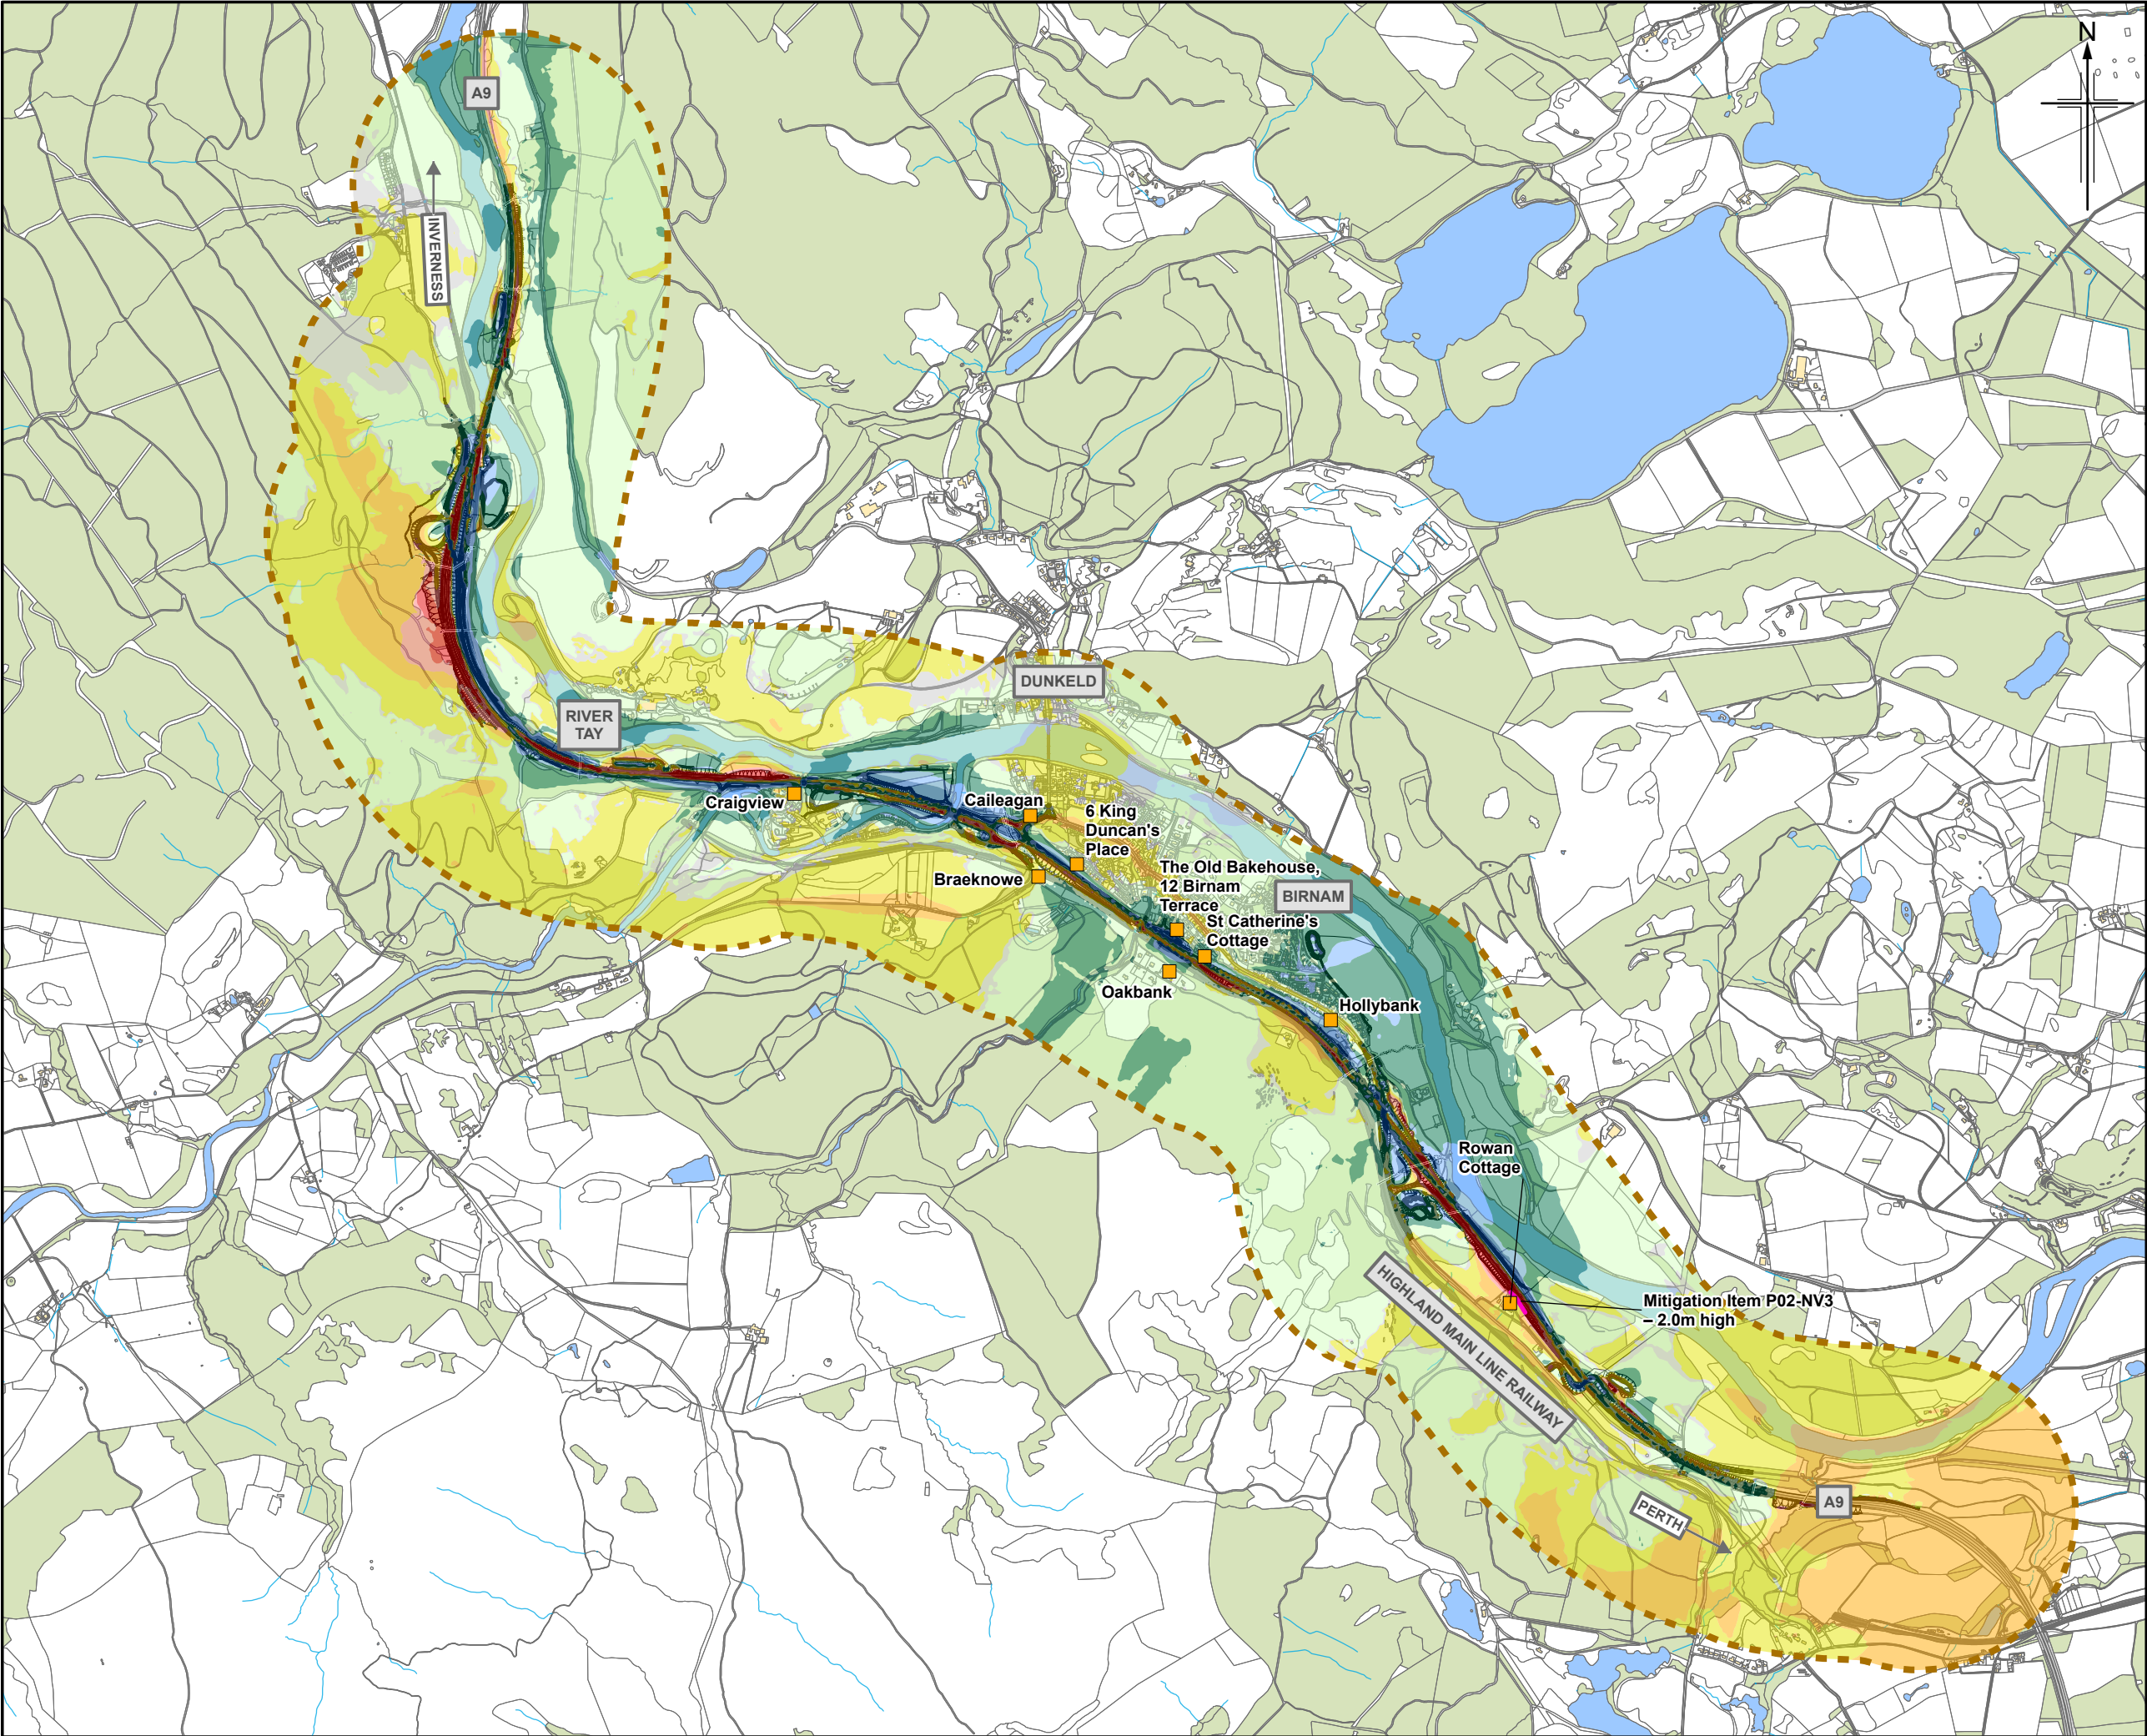 N
A9
INVERNESS
DUNKELD
RIVER
TAY
Craigview
Caileagan
6 King
Duncan's
Place
Braeknowe
The Old Bakehouse,
12 Birnam
Terrace
BIRNAM
St Catherine's
Cottage
Oakbank
Hollybank
Rowan
Cottage
HIGHLAND MAIN LINE RAILWAY
Mitigation Item P02-NV3
– 2.0m high
PERTH
A9